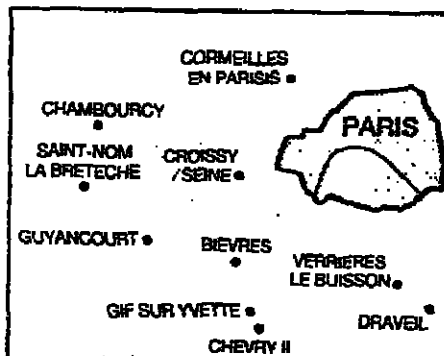 CORMEILLES
EN PARISIS
CHAMBOURCY
PARIS
SAINT-NOM
LA BRETECHE
CROISSY
/SEINE
GUYANCOURT
BIÈVRES
VERRIERES
LE BUISSON
GIF SUR YVETTE
DRAVEIL
CHEVRY II